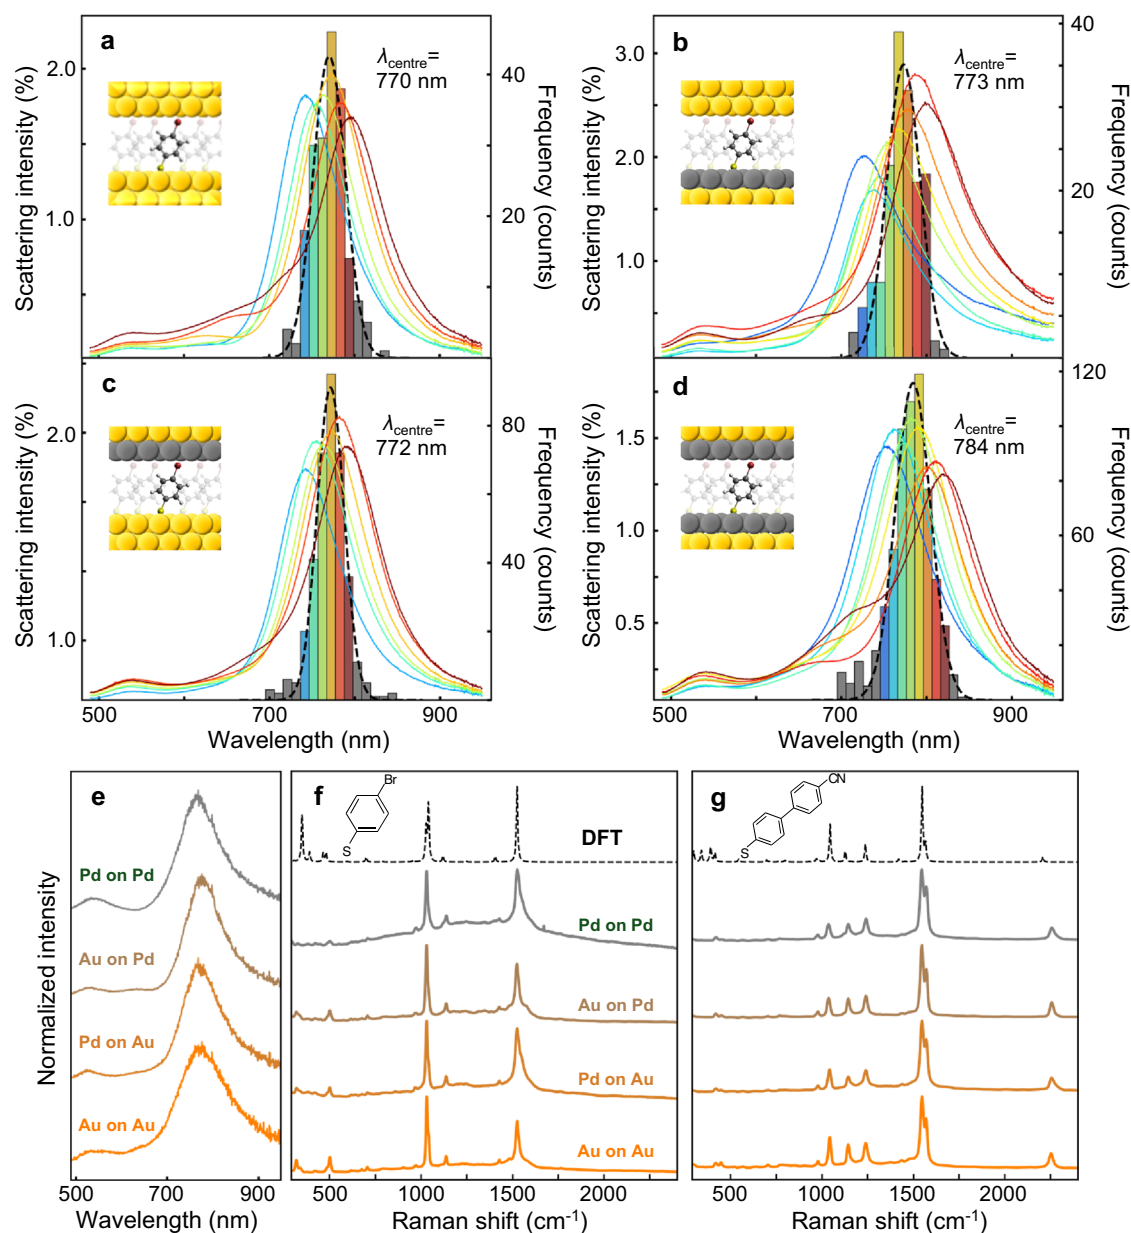 a
λcentre=
770 nm
Scattering intensity (%)
2.0
1.0
40
20
Frequency (counts)
500
700
900
b
λcentre=
773 nm
Scattering intensity (%)
3.0
2.0
1.0
40
20
Frequency (counts)
500
700
900
c
λcentre=
772 nm
Scattering intensity (%)
2.0
1.0
80
40
Frequency (counts)
500
700
900
Wavelength (nm)
d
λcentre=
784 nm
Scattering intensity (%)
1.5
1.0
0.5
120
60
Frequency (counts)
500
700
900
Wavelength (nm)
e
Normalized intensity
Pd on Pd
Au on Pd
Pd on Au
Au on Au
500
700
900
Wavelength (nm)
f
Br
S
DFT
Pd on Pd
Au on Pd
Pd on Au
Au on Au
500
1000
1500
2000
Raman shift (cm⁻¹)
g
CN
S
500
1000
1500
2000
Raman shift (cm⁻¹)